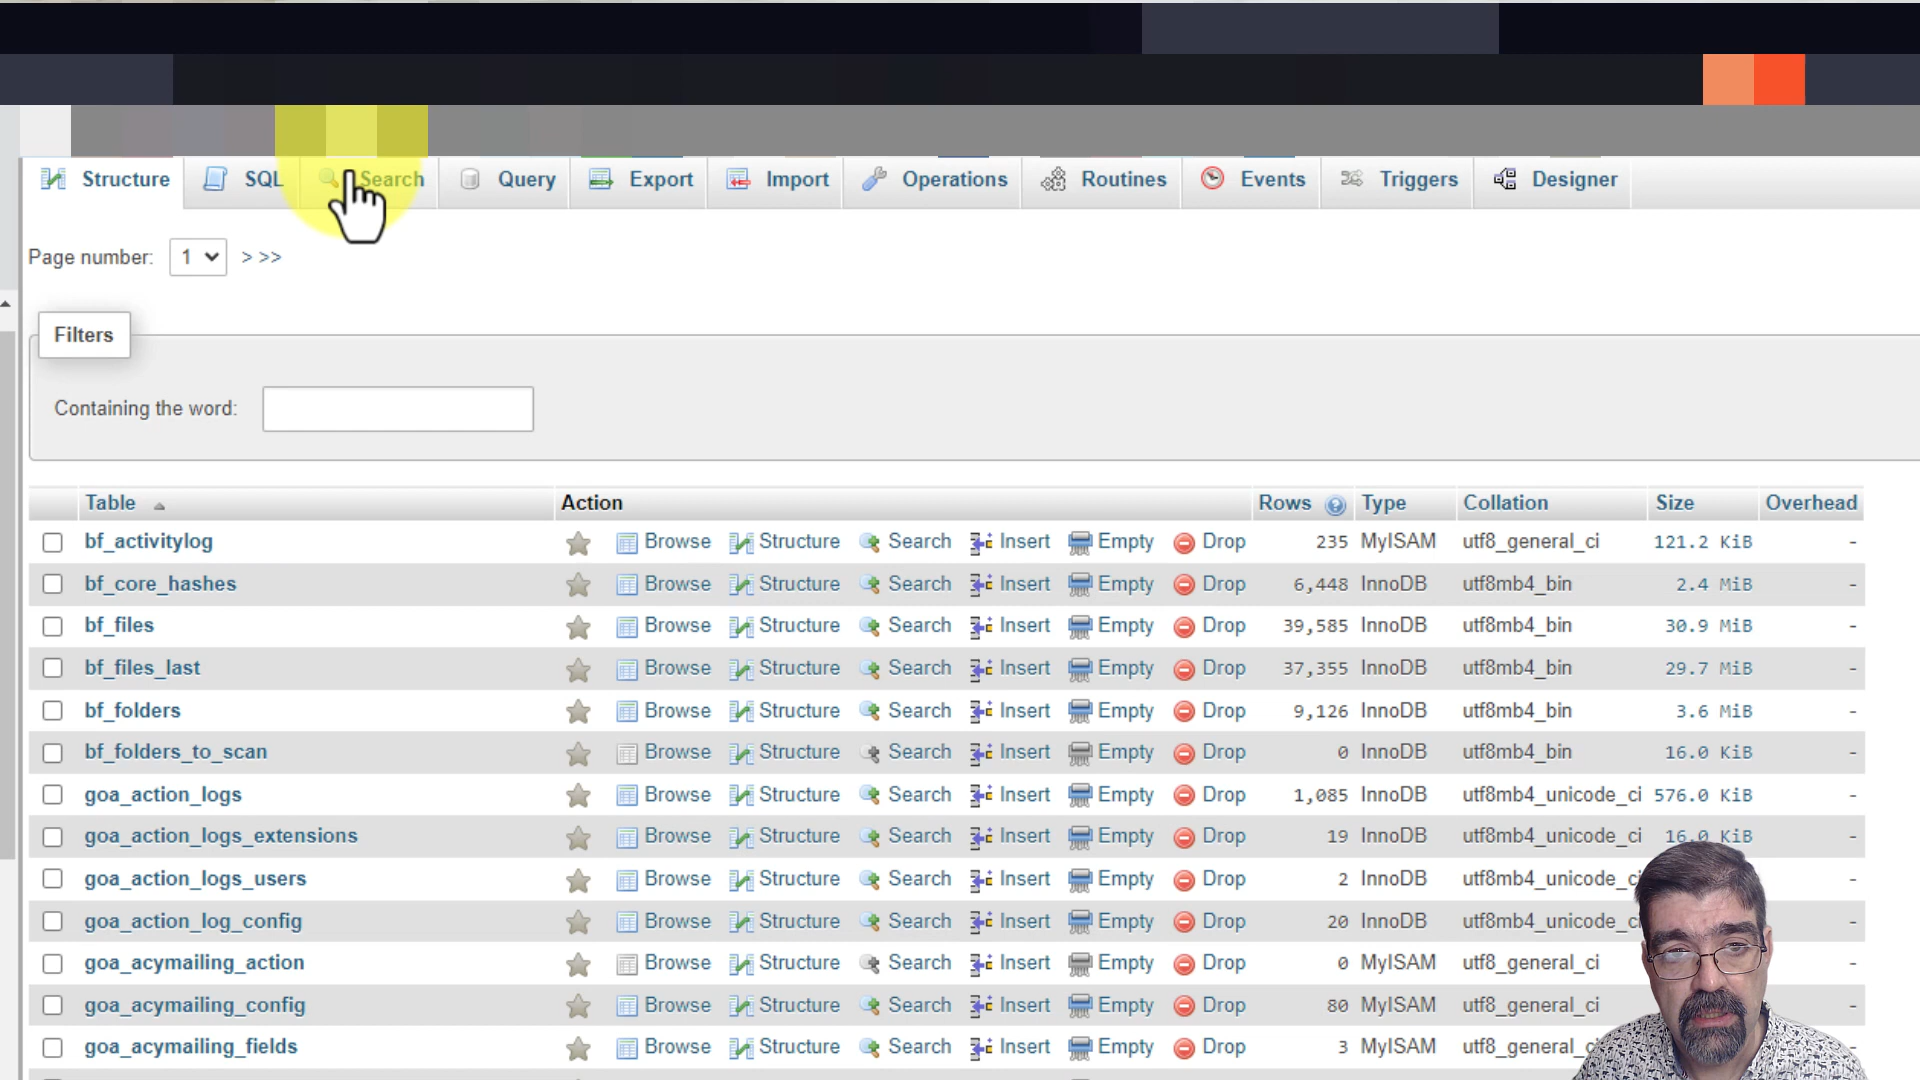 Structure SQL Search Query Export Import Operations Routines Events Triggers Designer
Page number: 1 > >>
Filters
Containing the word:
Table Action Rows Type Collation Size Overhead
bf_activitylog Browse Structure Search Insert Empty Drop 235 MyISAM utf8_general_ci 121.2 KiB -
bf_core_hashes Browse Structure Search Insert Empty Drop 6,448 InnoDB utf8mb4_bin 2.4 MiB -
bf_files Browse Structure Search Insert Empty Drop 39,585 InnoDB utf8mb4_bin 30.9 MiB -
bf_files_last Browse Structure Search Insert Empty Drop 37,355 InnoDB utf8mb4_bin 29.7 MiB -
bf_folders Browse Structure Search Insert Empty Drop 9,126 InnoDB utf8mb4_bin 3.6 MiB -
bf_folders_to_scan Browse Structure Search Insert Empty Drop 0 InnoDB utf8mb4_bin 16.0 KiB -
goa_action_logs Browse Structure Search Insert Empty Drop 1,085 InnoDB utf8mb4_unicode_ci 576.0 KiB -
goa_action_logs_extensions Browse Structure Search Insert Empty Drop 19 InnoDB utf8mb4_unicode_ci 16.0 KiB -
goa_action_logs_users Browse Structure Search Insert Empty Drop 2 InnoDB utf8mb4_unicode_ci -
goa_action_log_config Browse Structure Search Insert Empty Drop 20 InnoDB utf8mb4_unicode_ci -
goa_acymailing_action Browse Structure Search Insert Empty Drop 0 MyISAM utf8_general_ci -
goa_acymailing_config Browse Structure Search Insert Empty Drop 80 MyISAM utf8_general_ci -
goa_acymailing_fields Browse Structure Search Insert Empty Drop 3 MyISAM utf8_general_c -